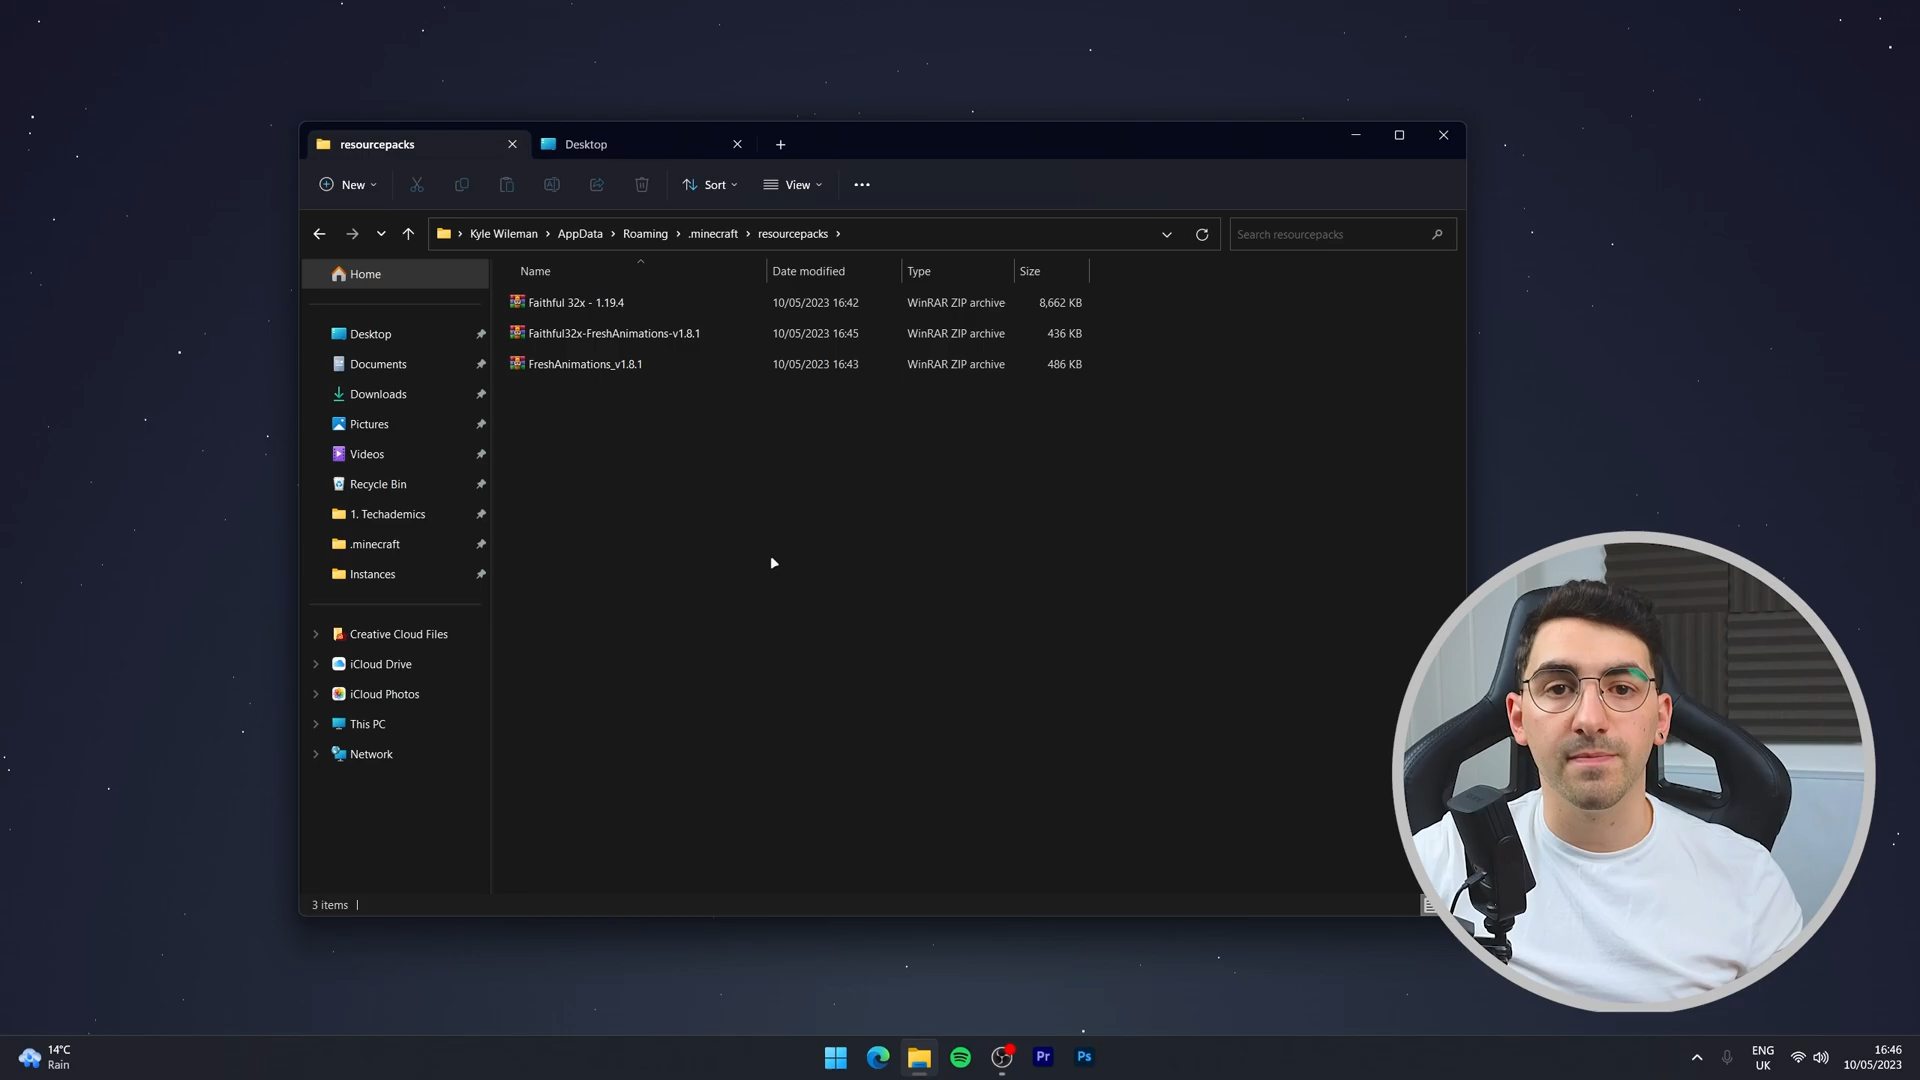 resourcepacks
Desktop
New
Sort
View
Kyle Wileman > AppData > Roaming > .minecraft > resourcepacks >
Search resourcepacks
Name Date modified Type Size
Faithful 32x - 1.19.4 10/05/2023 16:42 WinRAR ZIP archive 8,662 KB
Faithful32x-FreshAnimations-v1.8.1 10/05/2023 16:45 WinRAR ZIP archive 436 KB
FreshAnimations_v1.8.1 10/05/2023 16:43 WinRAR ZIP archive 486 KB
Home
Desktop
Documents
Downloads
Pictures
Videos
Recycle Bin
1. Techademics
.minecraft
Instances
Creative Cloud Files
iCloud Drive
iCloud Photos
This PC
Network
3 items
14°C
Rain
Pr
Ps
ENG
UK
16:46
10/05/2023